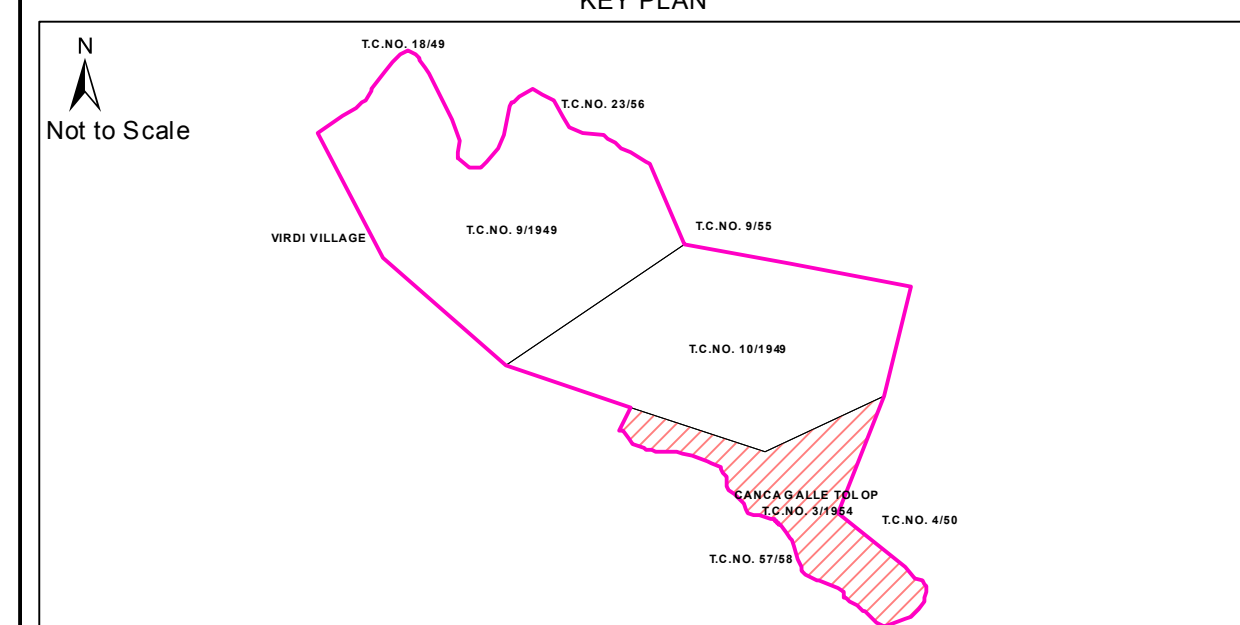 KEY PLAN
N
Not to Scale
T.C.NO. 18/49
T.C.NO. 23/56
T.C.NO. 9/55
T.C.NO. 9/1949
VIRDI VILLAGE
T.C.NO. 10/1949
CANCAGALLE TOLOP
T.C.NO. 3/1954
T.C.NO. 4/50
T.C.NO. 57/58